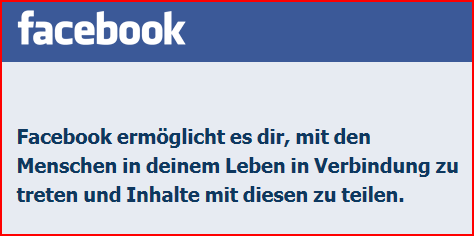 facebook
Facebook ermöglicht es dir, mit den
Menschen in deinem Leben in Verbindung zu
treten und Inhalte mit diesen zu teilen.